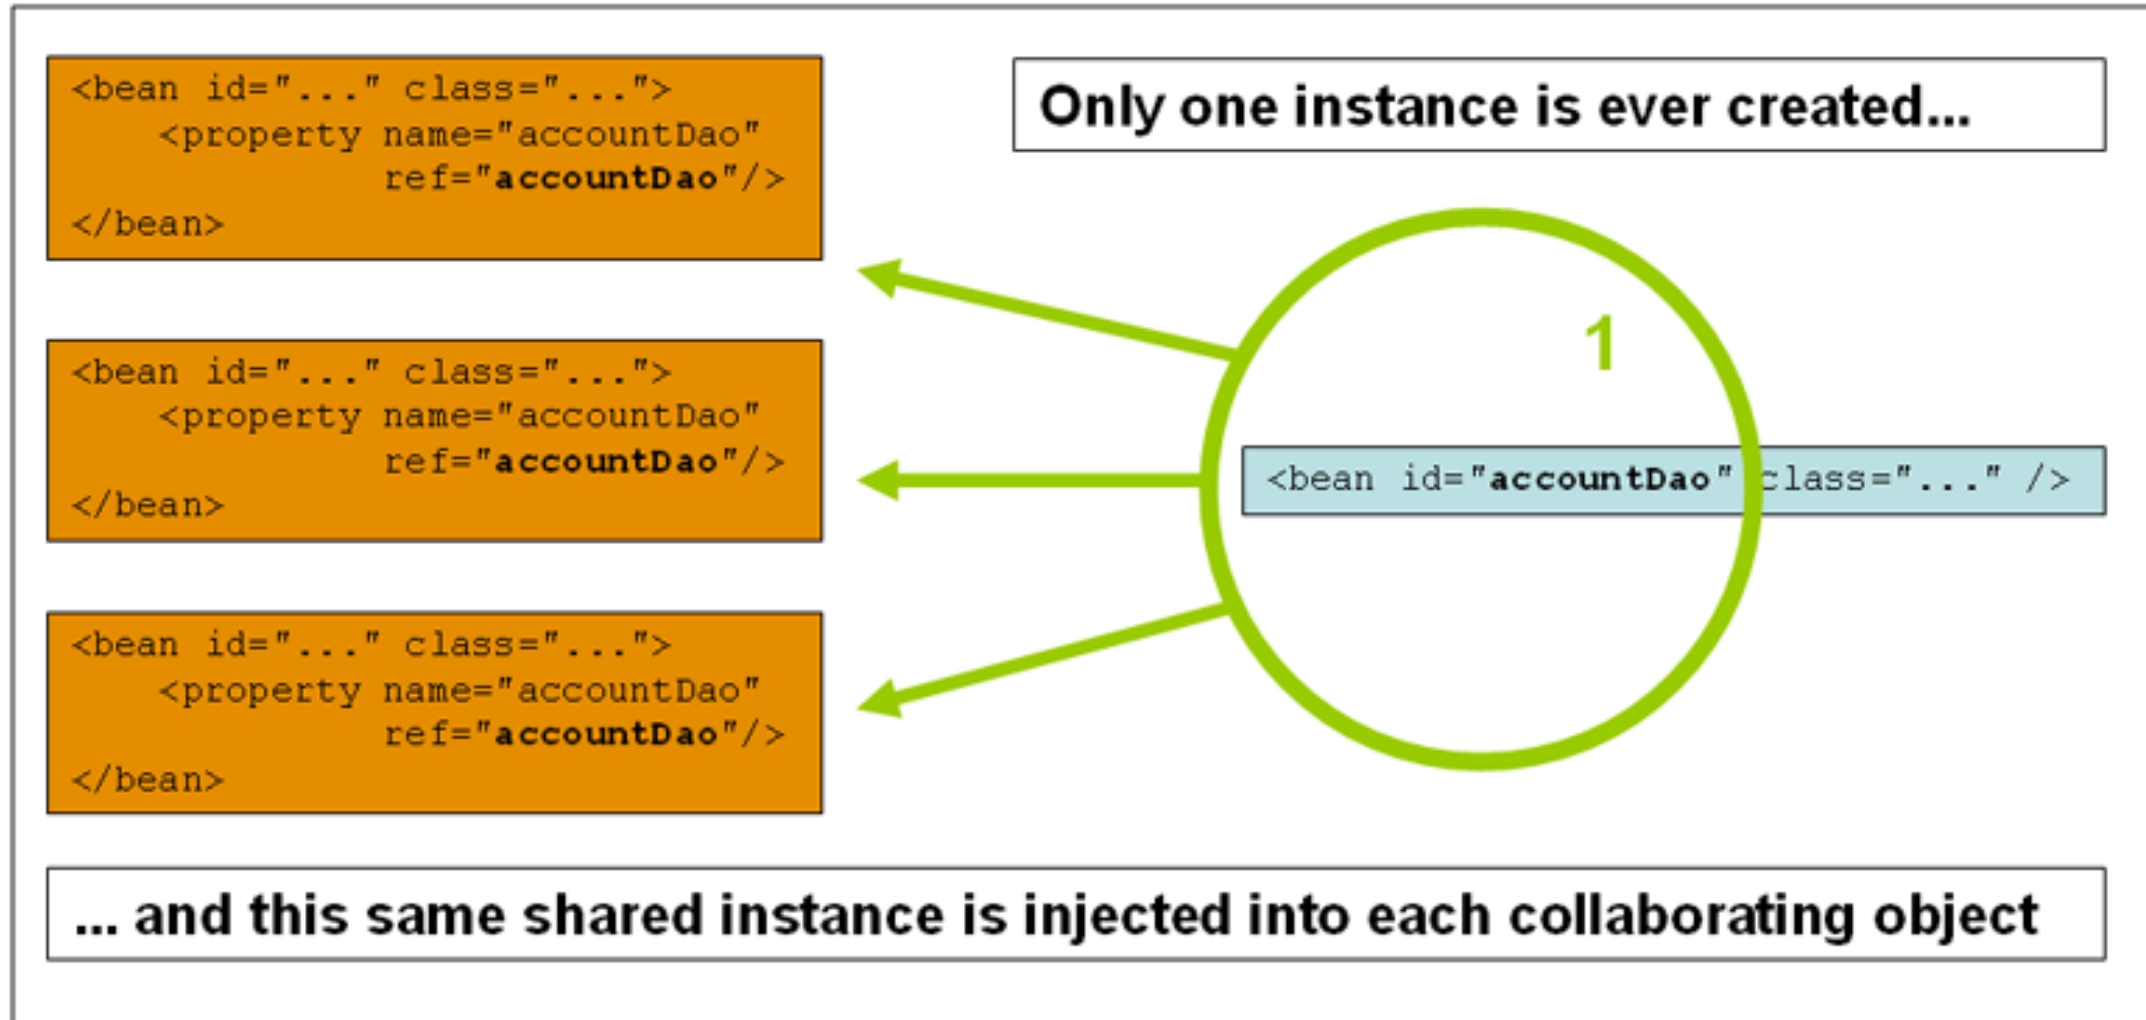 <bean id="..." class="...">
<property name="accountDao"
ref="accountDao"/>
</bean>
Only one instance is ever created...
<bean id="..." class="...">
<property name="accountDao"
ref="accountDao"/>
</bean>
1
<bean id="accountDao" class="..." />
<bean id="..." class="...">
<property name="accountDao"
ref="accountDao"/>
</bean>
... and this same shared instance is injected into each collaborating object